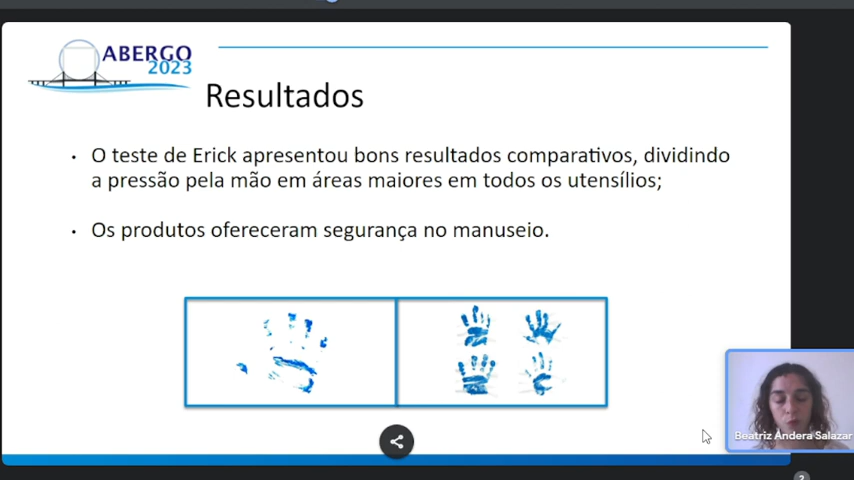 ABERGO
2023
Resultados
• O teste de Erick apresentou bons resultados comparativos, dividindo
a pressão pela mão em áreas maiores em todos os utensílios;
• Os produtos ofereceram segurança no manuseio.
Beatriz Andera Salazar
2